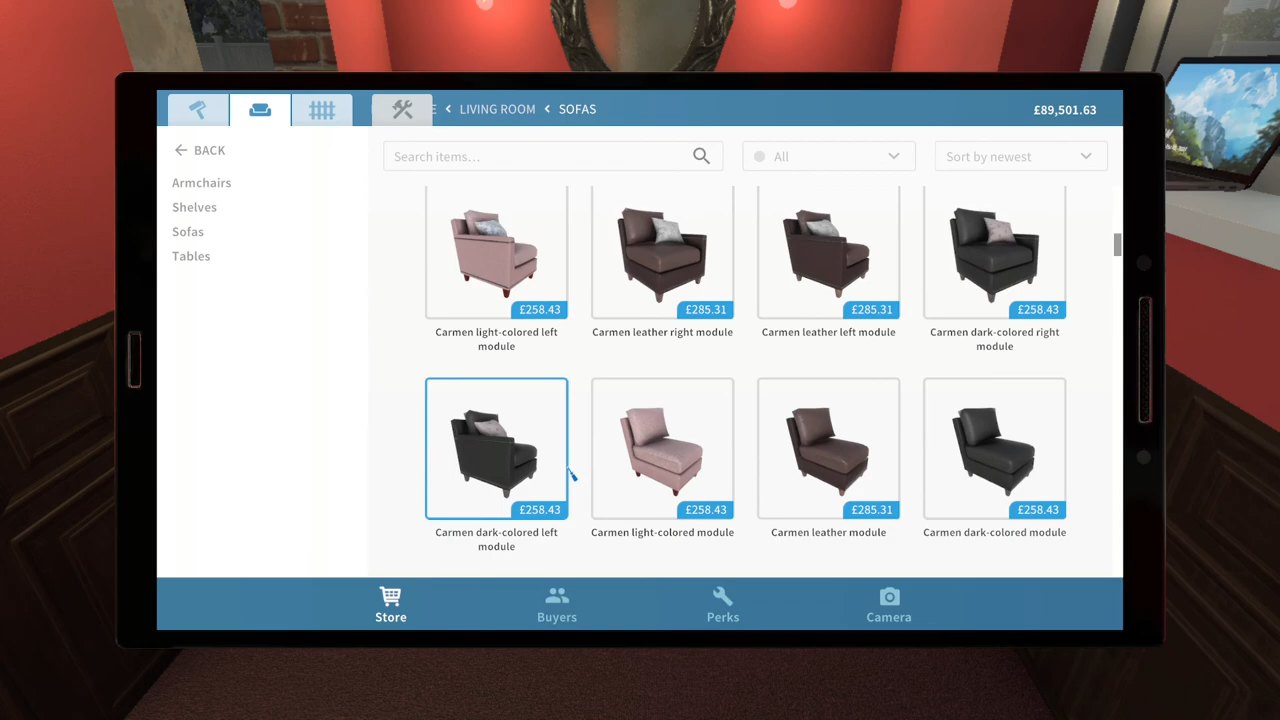 E < LIVING ROOM < SOFAS
£89,501.63
BACK
Armchairs
Shelves
Sofas
Tables
Search items…
All
Sort by newest
£258.43
£285.31
£285.31
£258.43
Carmen light-colored left
module
Carmen leather right module
Carmen leather left module
Carmen dark-colored right
module
£258.43
£258.43
£285.31
£258.43
Carmen dark-colored left
module
Carmen light-colored module
Carmen leather module
Carmen dark-colored module
Store
Buyers
Perks
Camera